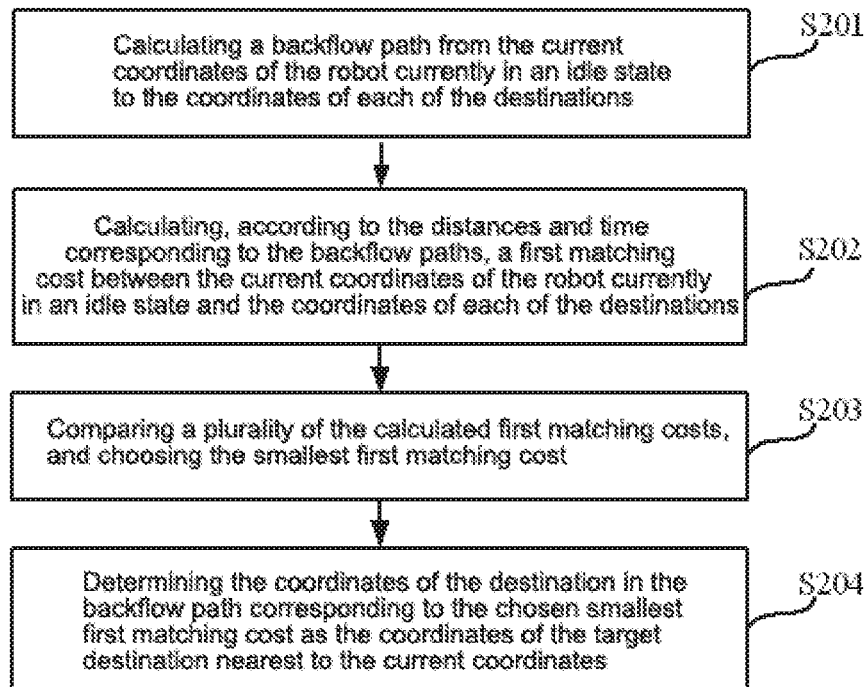 S201
Calculating a backflow path from the current
coordinates of the robot currently in an idle state
to the coordinates of each of the destinations
S202
Calculating, according to the distances and time
corresponding to the backflow paths, a first matching
cost between the current coordinates of the robot currently
in an idle state and the coordinates of each of the destinations
S203
Comparing a plurality of the calculated first matching costs,
and choosing the smallest first matching cost
S204
Determining the coordinates of the destination in the
backflow path corresponding to the chosen smallest
first matching cost as the coordinates of the target
destination nearest to the current coordinates